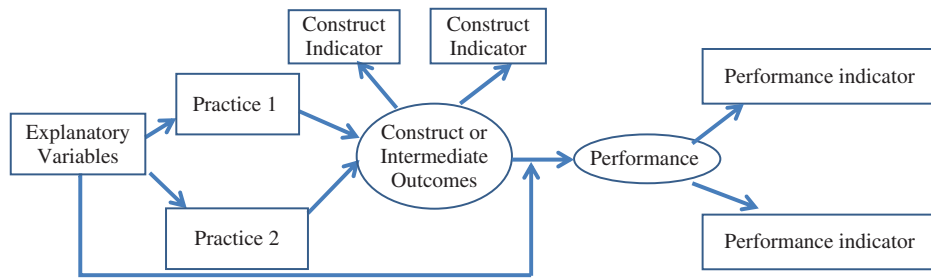 Construct
Indicator
Construct
Indicator
Performance indicator
Practice 1
Explanatory
Variables
Construct or
Intermediate
Outcomes
Performance
Practice 2
Performance indicator